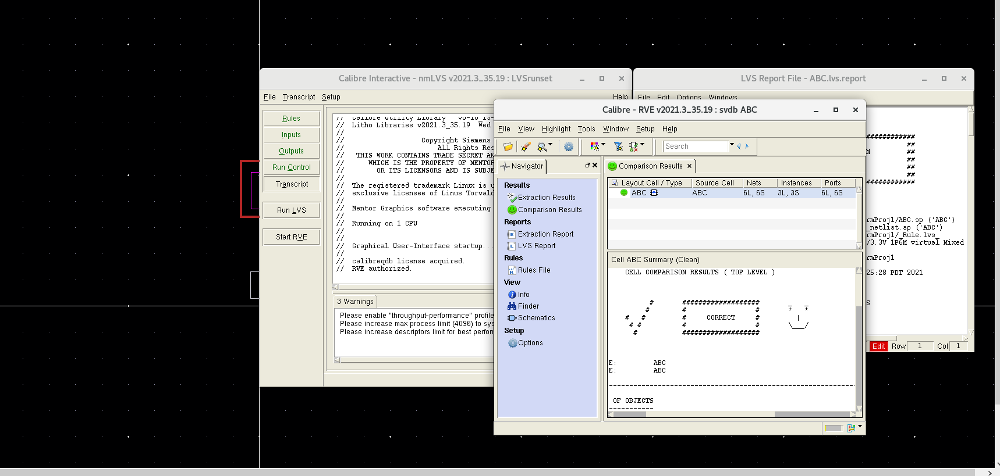 Calibre Interactive - nmLVS v2021.3_35.19 : LVSrunset
File Transcript Setup Help
Rules
Inputs
Outputs
Run Control
Transcript
Run LVS
Start RVE
// Calibre Utility Library
// Litho Libraries v2021.3_35.19 Wed
//
// Copyright Siemens
// All Rights Res
// THIS WORK CONTAINS TRADE SECRET AN
// WHICH IS THE PROPERTY OF MENTOR
// OR ITS LICENSORS AND IS SUBJE
//
// The registered trademark Linux is u
// exclusive licensee of Linus Torvald
//
// Mentor Graphics software executing
//
// Running on 1 CPU
//
//
// Graphical User-Interface startup...
//
// calibreqdb license acquired.
// RVE authorized.
3 Warnings
Please enable "throughput-performance" profile
Please increase max process limit (4096) to sys
Please increase descriptors limit for best perform
LVS Report File - ABC.lvs.report
File Edit Options Windows
############
##
M ##
##
##
##
############
rmProj1/ABC.sp ('ABC')
_netlist.sp ('ABC')
rmProj1/_Rule.lvs_
/3.3V 1P6M virtual Mixed
rmProj1
25:28 PDT 2021
S
Edit Row 1 Col 1
Calibre - RVE v2021.3_35.19 : svdb ABC
File View Highlight Tools Window Setup Help
Search
Navigator
Results
Extraction Results
Comparison Results
Reports
Extraction Report
LVS Report
Rules
Rules File
View
Info
Finder
Schematics
Setup
Options
Comparison Results
Layout Cell / Type Source Cell Nets Instances Ports
ABC ABC 6L, 6S 3L, 3S 6L, 6S
Cell ABC Summary (Clean)
CELL COMPARISON RESULTS ( TOP LEVEL )
# ################### _ _
# # # * *
# # # CORRECT # |
# # # # \___/
# ###################
E: ABC
E: ABC
------------------------------------------------------------
OF OBJECTS
-----------